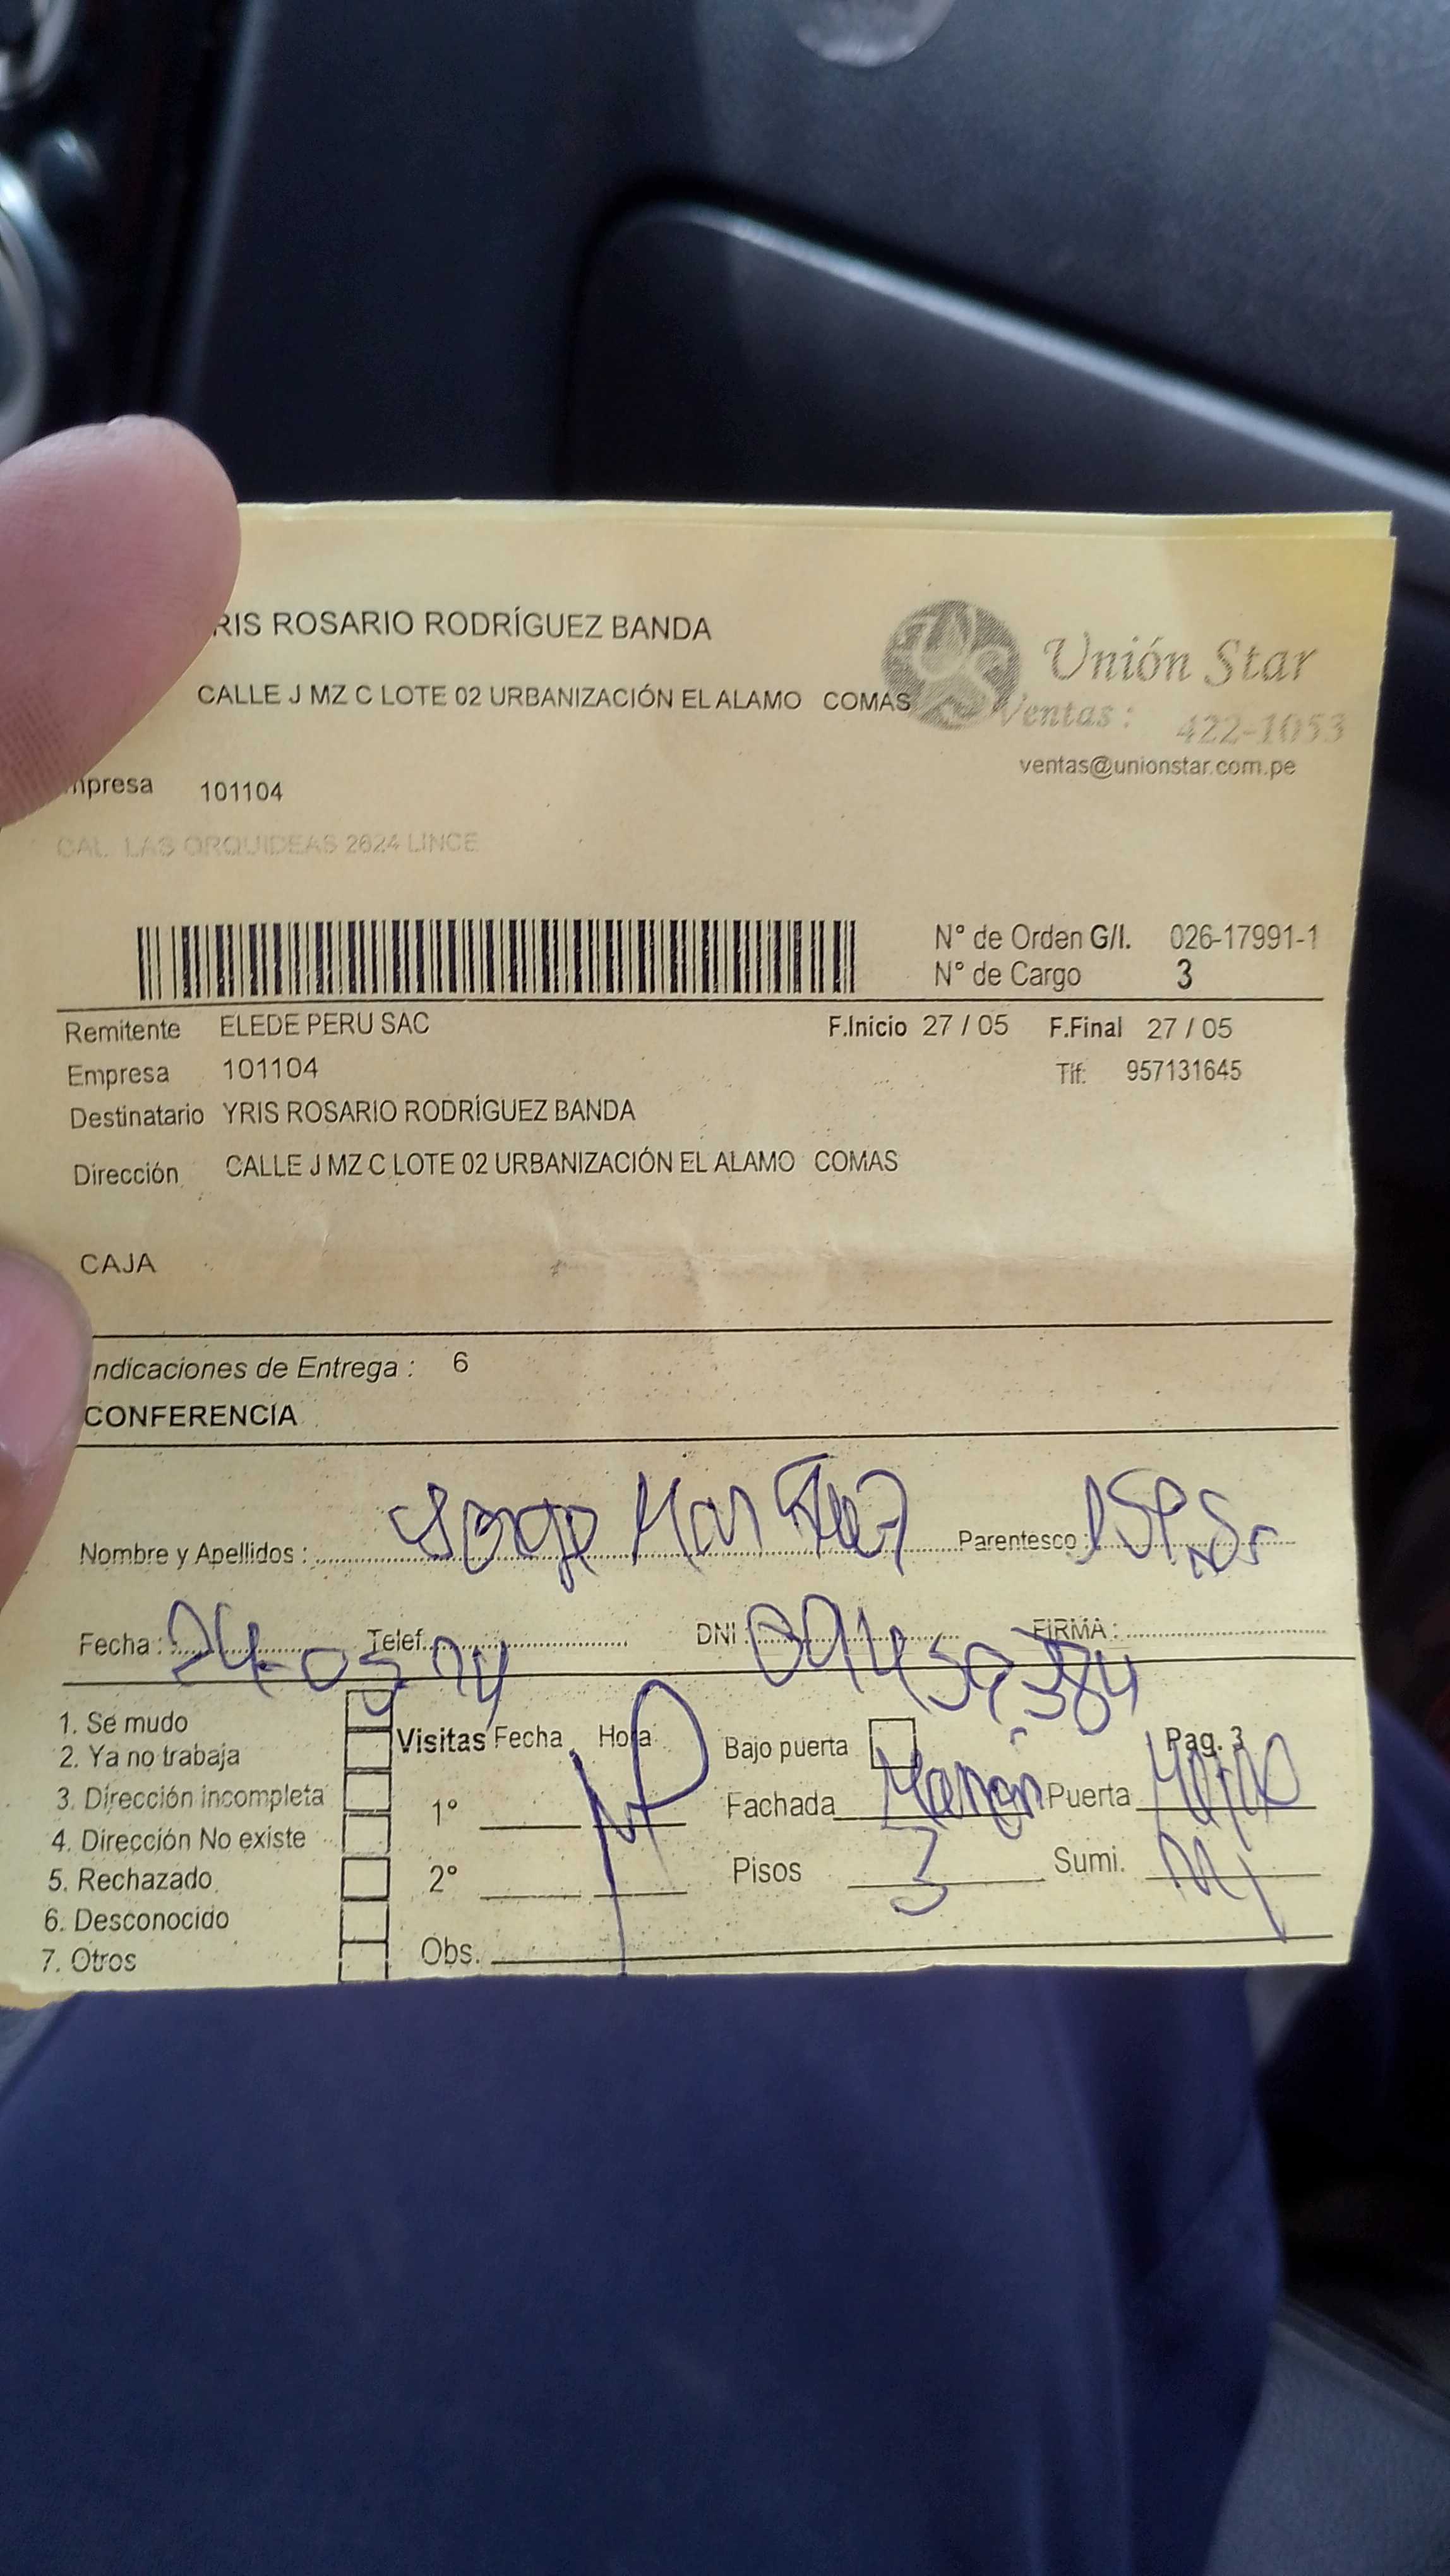 RIS ROSARIO RODRÍGUEZ BANDA
CALLE J MZ C LOTE 02 URBANIZACIÓN EL ALAMO COMAS
Unión Star
Ventas : 422-1053
ventas@unionstar.com.pe
mpresa 101104
CAL. LAS ORQUIDEAS 2624 LINCE
N° de Orden G/I. 026-17991-1
N° de Cargo 3
Remitente ELEDE PERU SAC F.Inicio 27 / 05 F.Final 27 / 05
Empresa 101104 Tlf: 957131645
Destinatario YRIS ROSARIO RODRÍGUEZ BANDA
Dirección CALLE J MZ C LOTE 02 URBANIZACIÓN EL ALAMO COMAS
CAJA
ndicaciones de Entrega : 6
CONFERENCIA
Nombre y Apellidos : Parentesco :
Fecha : Telef. DNI : FIRMA :
1. Se mudo
2. Ya no trabaja
3. Dirección incompleta
4. Dirección No existe
5. Rechazado
6. Desconocido
7. Otros
Visitas Fecha Hora
1°
2°
Obs.
Bajo puerta Pag. 3
Fachada Puerta
Pisos 3 Sumi.